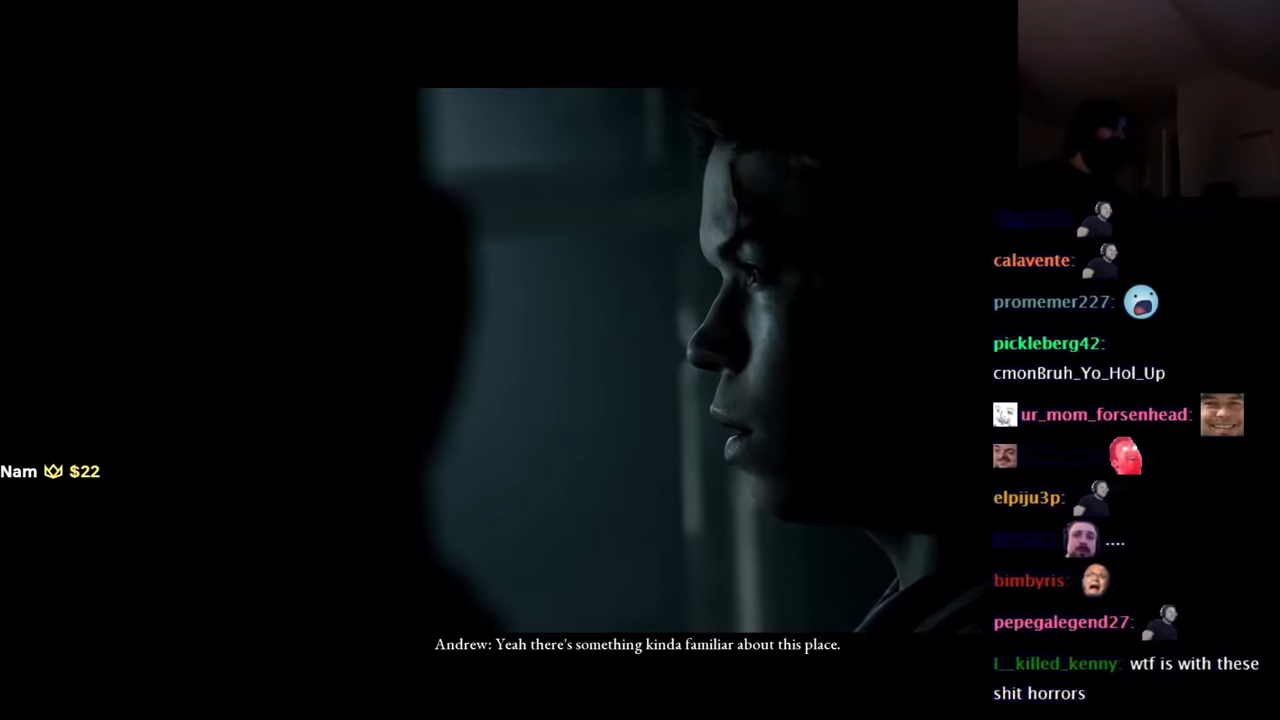 calavente:
promemer227:
pickleberg42:
cmonBruh_Yo_Hol_Up
ur_mom_forsenhead:
Nam $22
elpiju3p:
....
bimbyris:
pepegalegend27:
Andrew: Yeah there's something kinda familiar about this place.
I__killed_kenny: wtf is with these
shit horrors